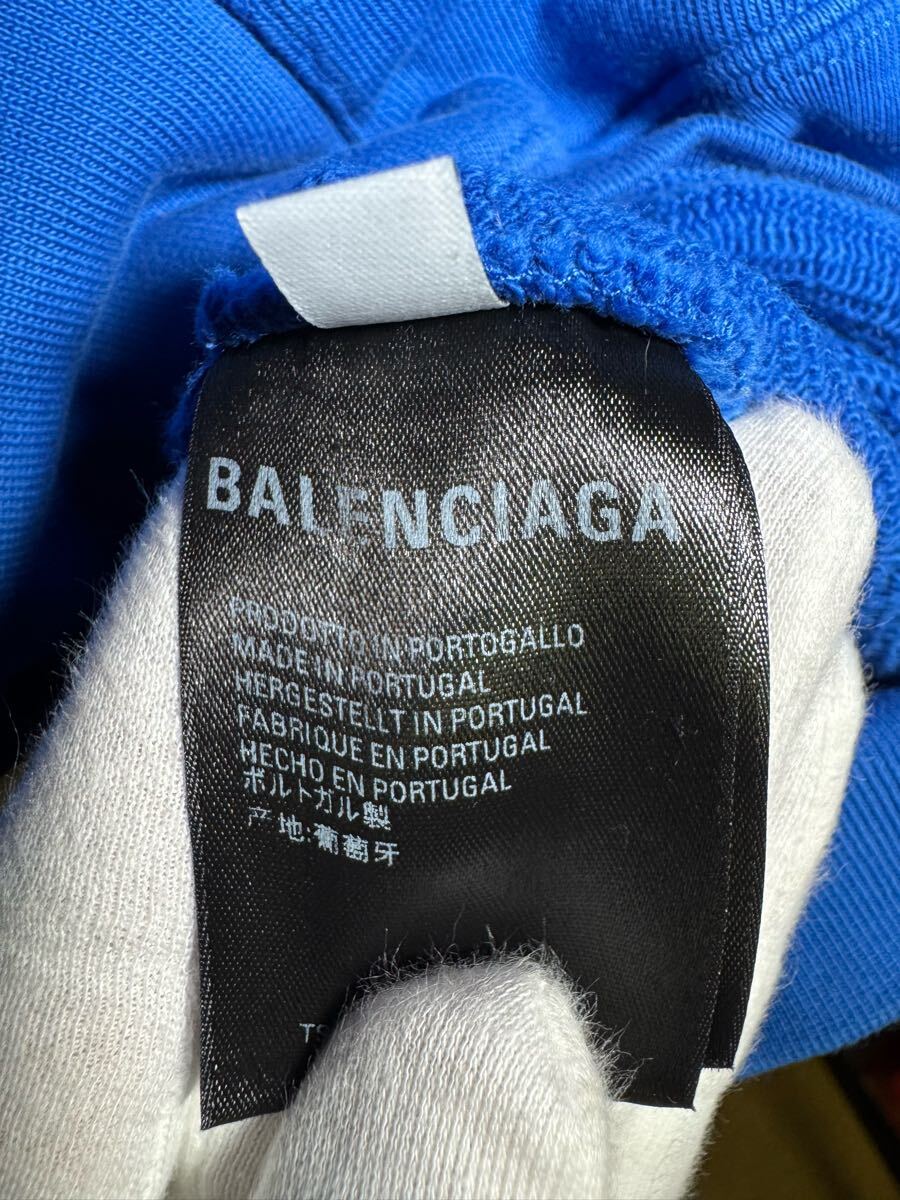 BALENCIAGA
PRODOTTO IN PORTOGALLO
MADE IN PORTUGAL
HERGESTELLT IN PORTUGAL
FABRIQUE EN PORTUGAL
HECHO EN PORTUGAL
ポルトガル製
产地:葡萄牙